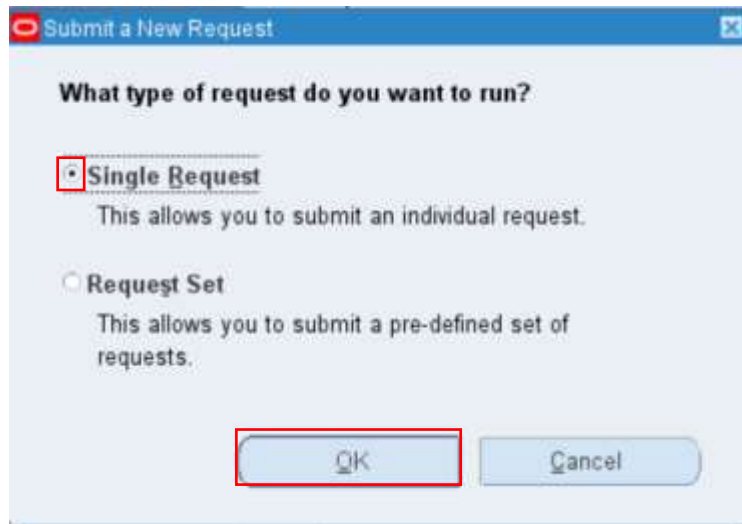 Submit a New Request
What type of request do you want to run?
Single Request
This allows you to submit an individual request.
Request Set
This allows you to submit a pre-defined set of
requests.
OK
Cancel